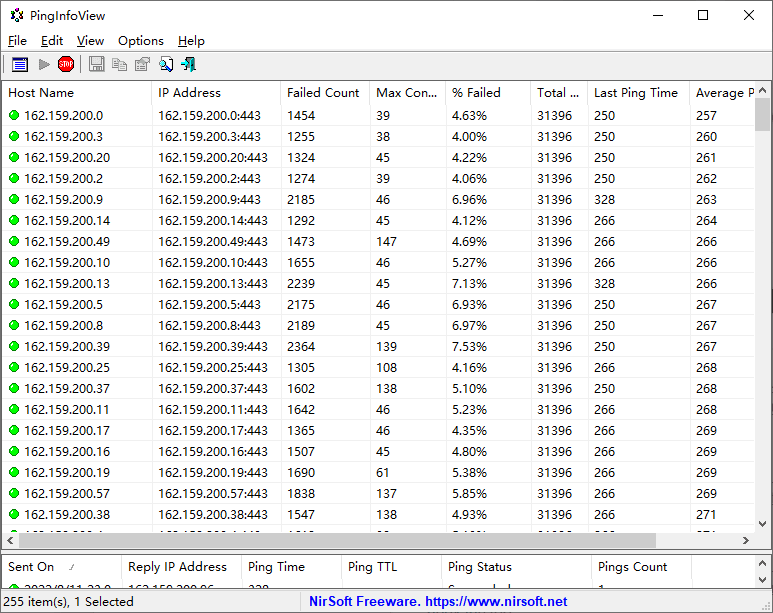 PingInfoView
File Edit View Options Help
Host Name IP Address Failed Count Max Con... % Failed Total ... Last Ping Time Average P
162.159.200.0 162.159.200.0:443 1454 39 4.63% 31396 250 257
162.159.200.3 162.159.200.3:443 1255 38 4.00% 31396 250 260
162.159.200.20 162.159.200.20:443 1324 45 4.22% 31396 250 261
162.159.200.2 162.159.200.2:443 1274 39 4.06% 31396 250 262
162.159.200.9 162.159.200.9:443 2185 46 6.96% 31396 328 263
162.159.200.14 162.159.200.14:443 1292 45 4.12% 31396 266 264
162.159.200.49 162.159.200.49:443 1473 147 4.69% 31396 266 266
162.159.200.10 162.159.200.10:443 1655 46 5.27% 31396 266 266
162.159.200.13 162.159.200.13:443 2239 45 7.13% 31396 328 266
162.159.200.5 162.159.200.5:443 2175 46 6.93% 31396 250 267
162.159.200.8 162.159.200.8:443 2189 45 6.97% 31396 250 267
162.159.200.39 162.159.200.39:443 2364 139 7.53% 31396 250 267
162.159.200.25 162.159.200.25:443 1305 108 4.16% 31396 266 268
162.159.200.37 162.159.200.37:443 1602 138 5.10% 31396 250 268
162.159.200.11 162.159.200.11:443 1642 46 5.23% 31396 266 268
162.159.200.17 162.159.200.17:443 1365 46 4.35% 31396 266 269
162.159.200.16 162.159.200.16:443 1507 45 4.80% 31396 266 269
162.159.200.19 162.159.200.19:443 1690 61 5.38% 31396 266 269
162.159.200.57 162.159.200.57:443 1838 137 5.85% 31396 266 269
162.159.200.38 162.159.200.38:443 1547 138 4.93% 31396 266 271
Sent On Reply IP Address Ping Time Ping TTL Ping Status Pings Count
255 item(s), 1 Selected NirSoft Freeware. https://www.nirsoft.net